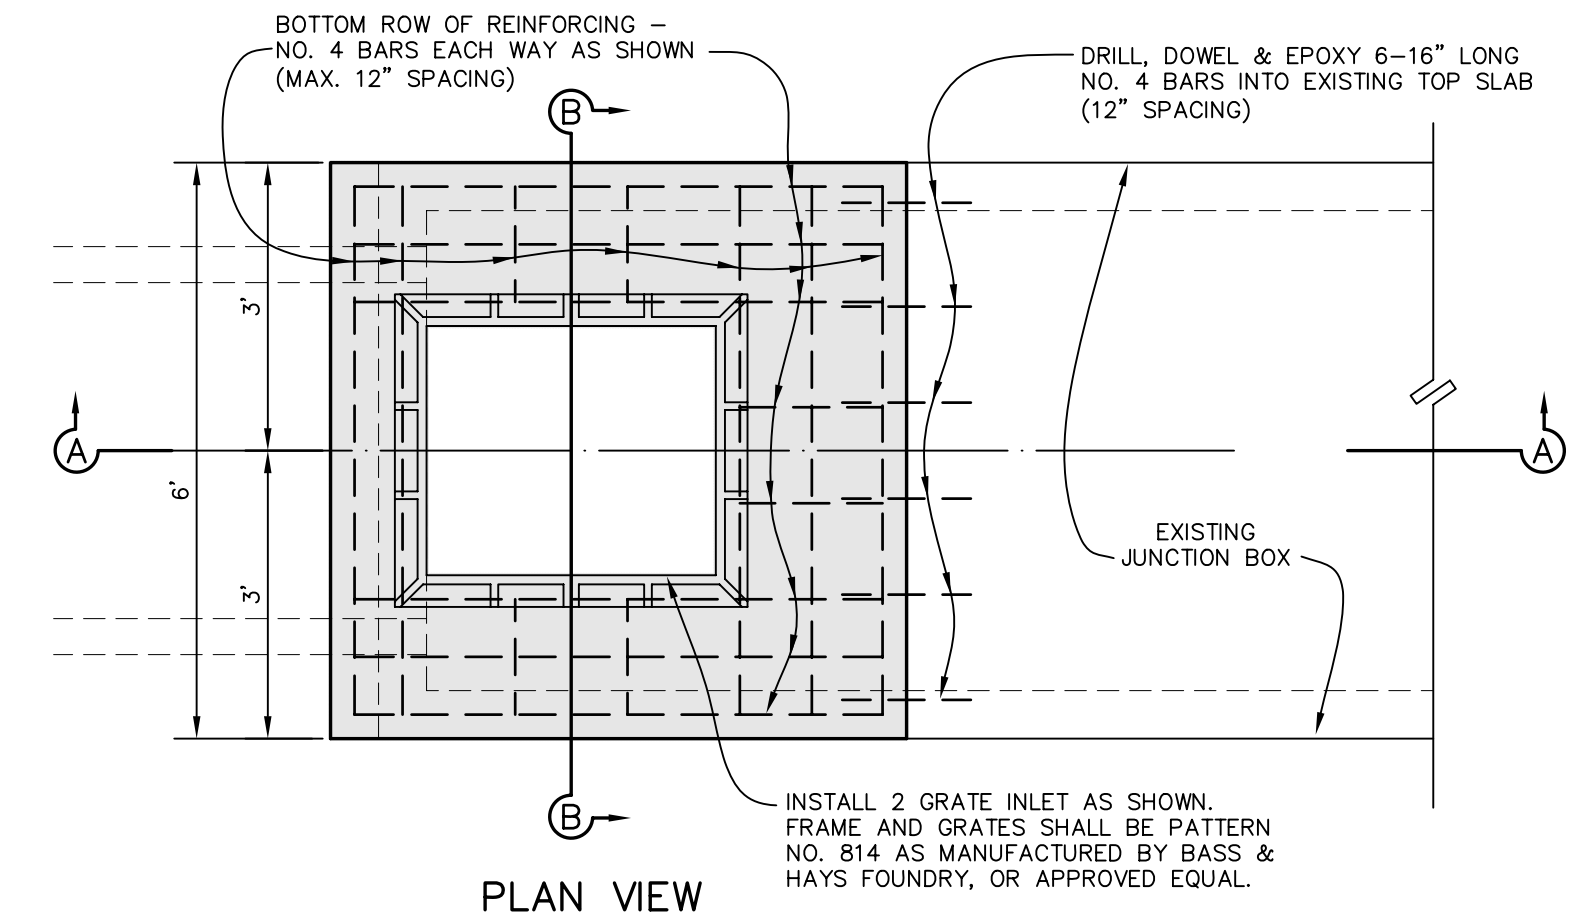 BOTTOM ROW OF REINFORCING –
NO. 4 BARS EACH WAY AS SHOWN
(MAX. 12” SPACING)
DRILL, DOWEL & EPOXY 6–16” LONG
NO. 4 BARS INTO EXISTING TOP SLAB
(12” SPACING)
B
3'
6'
3'
A
A
EXISTING
JUNCTION BOX
B
INSTALL 2 GRATE INLET AS SHOWN.
FRAME AND GRATES SHALL BE PATTERN
NO. 814 AS MANUFACTURED BY BASS &
HAYS FOUNDRY, OR APPROVED EQUAL.
PLAN VIEW